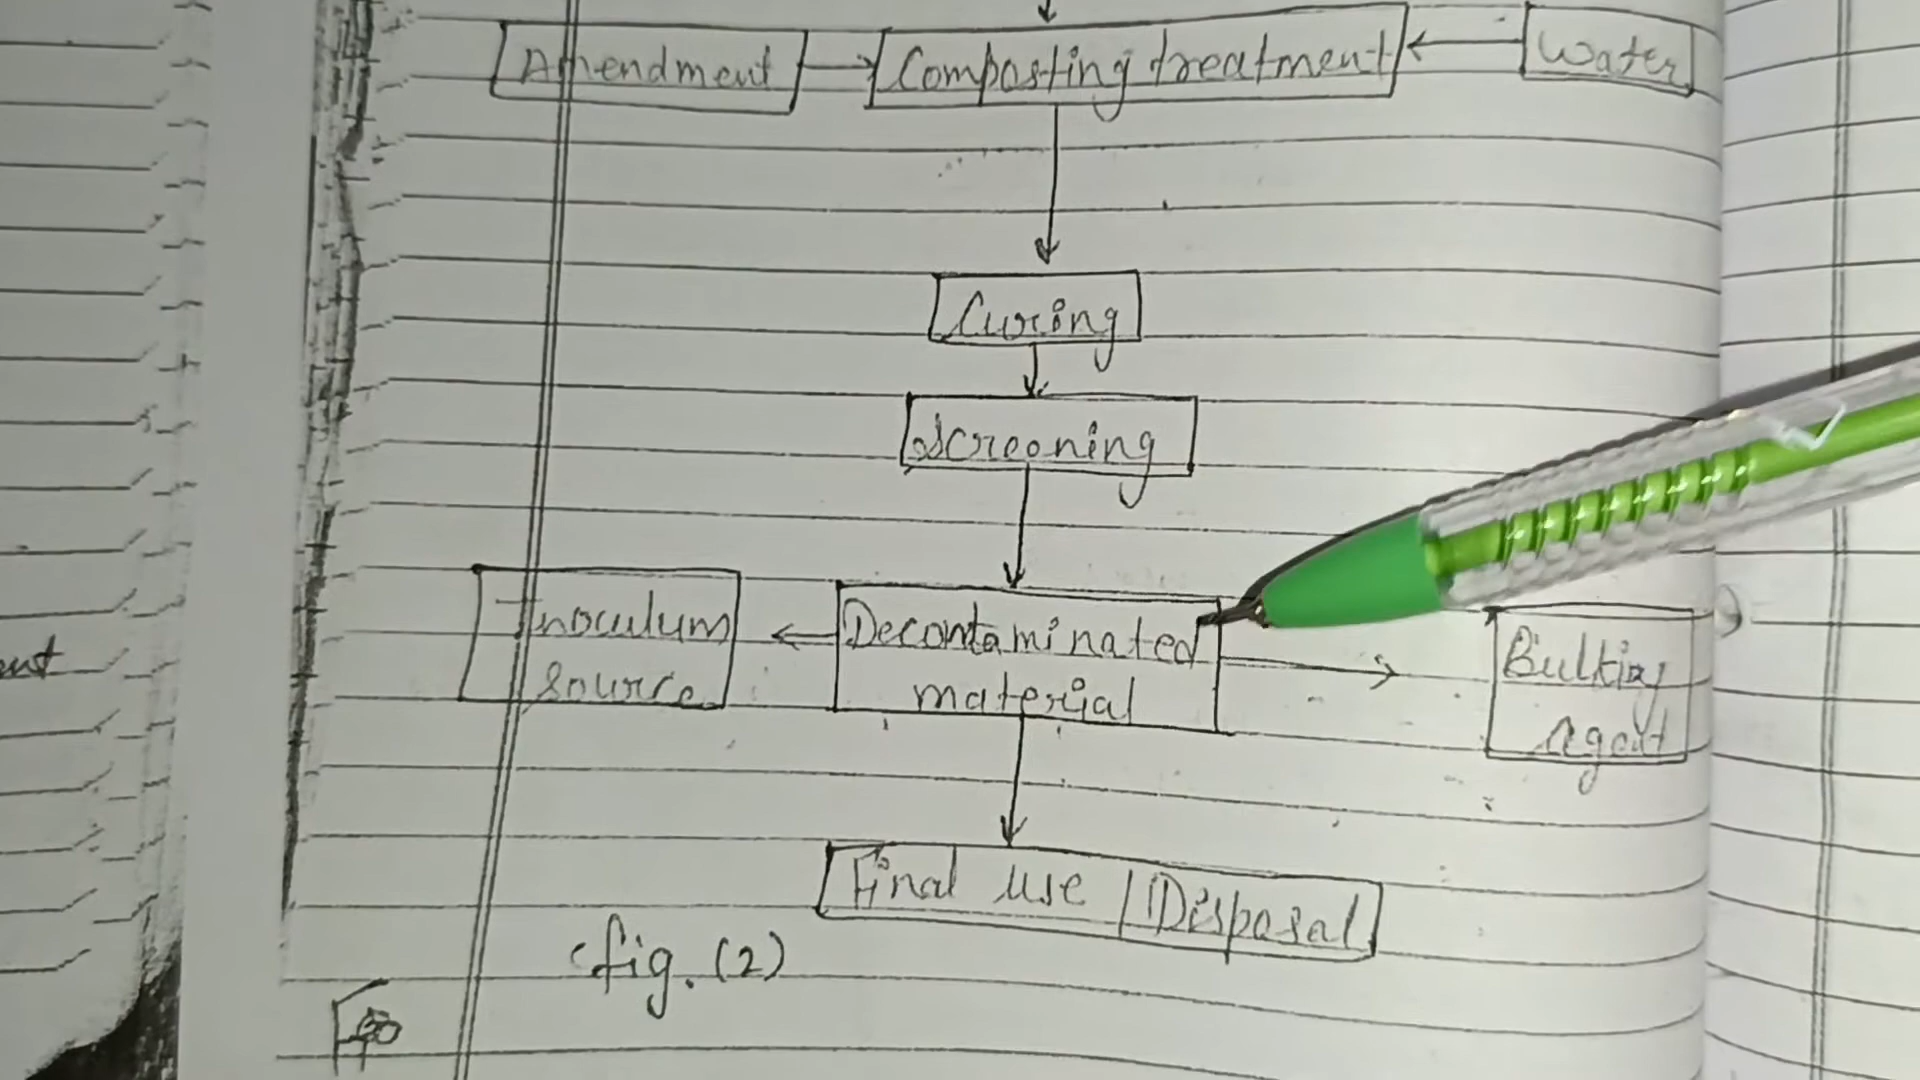 Amendment
Composting treatment
Water
Curing
Screening
Inoculum
source
Decontaminated
material
Bulking
Agent
Final use / Disposal
fig. (2)